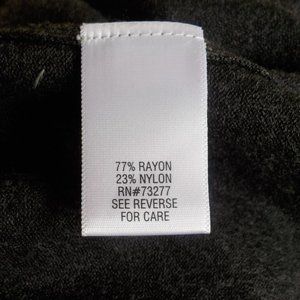 77% RAYON
23% NYLON
RN#73277
SEE REVERSE
FOR CARE